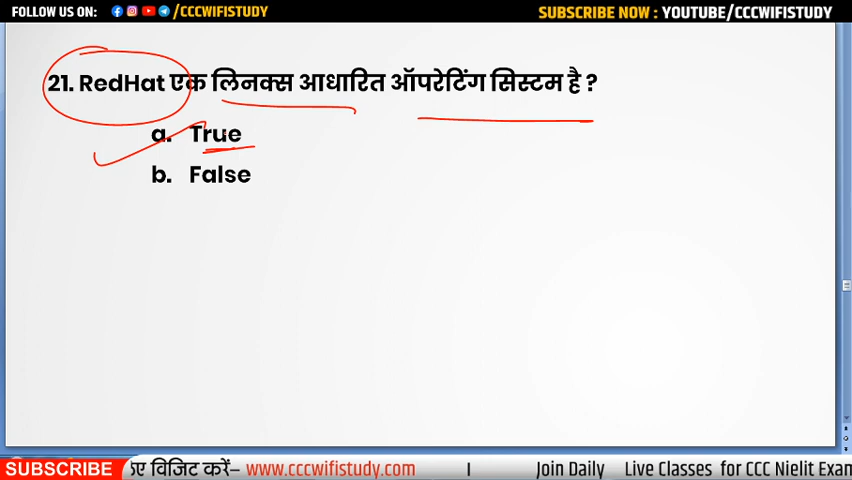 FOLLOW US ON: /CCCWIFISTUDY SUBSCRIBE NOW : YOUTUBE/CCCWIFISTUDY
21. RedHat एक लिनक्स आधारित ऑपरेटिंग सिस्टम है ?
a. True
b. False
SUBSCRIBE विजिट करें– www.cccwifistudy.com I Join Daily Live Classes for CCC Nielit Exam